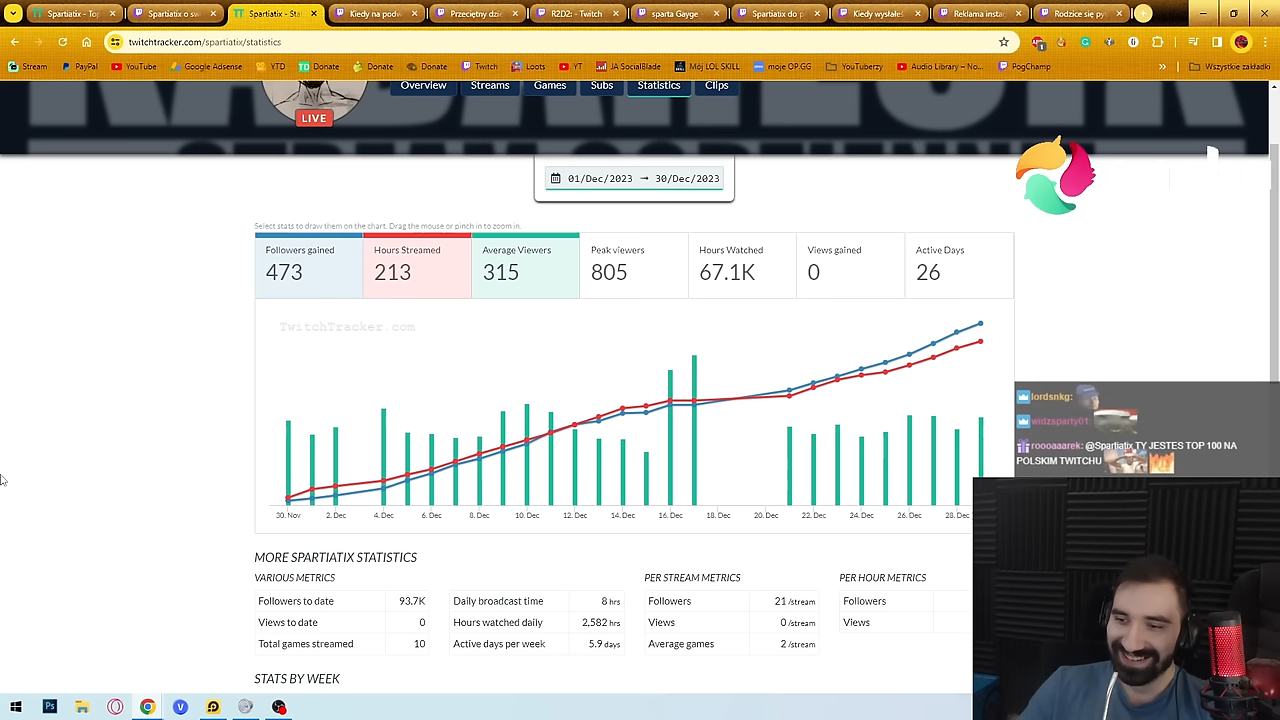 Spartiatix - Top
Spartiatix o sw
Spartiatix - Sta
Kiedy na podw
Przeciętny dzie
R2D2: - Twitch
sparta Gayge
Spartiatix do p
Kiedy wysłałeś
Reklama insta
Rodzice się py
twitchtracker.com/spartiatix/statistics
Stream
PayPal
YouTube
Google Adsense
YTD
Donate
Donate
Donate
Twitch
Loots
YT
JA SocialBlade
Mój LOL SKILL
moje OP.GG
YouTuberzy
Audio Library – No...
PogChamp
Wszystkie zakładki
Overview
Streams
Games
Subs
Statistics
Clips
LIVE
01/Dec/2023 → 30/Dec/2023
Select stats to draw them on the chart. Drag the mouse or pinch in to zoom in.
Followers gained
473
Hours Streamed
213
Average Viewers
315
Peak viewers
805
Hours Watched
67.1K
Views gained
0
Active Days
26
TwitchTracker.com
30. Nov
2. Dec
4. Dec
6. Dec
8. Dec
10. Dec
12. Dec
14. Dec
16. Dec
18. Dec
20. Dec
22. Dec
24. Dec
26. Dec
28. Dec
lordsnkg:
widzsparty01
roooaaarek: @Spartiatix TY JESTES TOP 100 NA
POLSKIM TWITCHU
MORE SPARTIATIX STATISTICS
VARIOUS METRICS
Followers to date 93.7K
Views to date 0
Total games streamed 10
Daily broadcast time 8 hrs
Hours watched daily 2,582 hrs
Active days per week 5.9 days
PER STREAM METRICS
Followers 21 /stream
Views 0 /stream
Average games 2 /stream
PER HOUR METRICS
Followers
Views
STATS BY WEEK